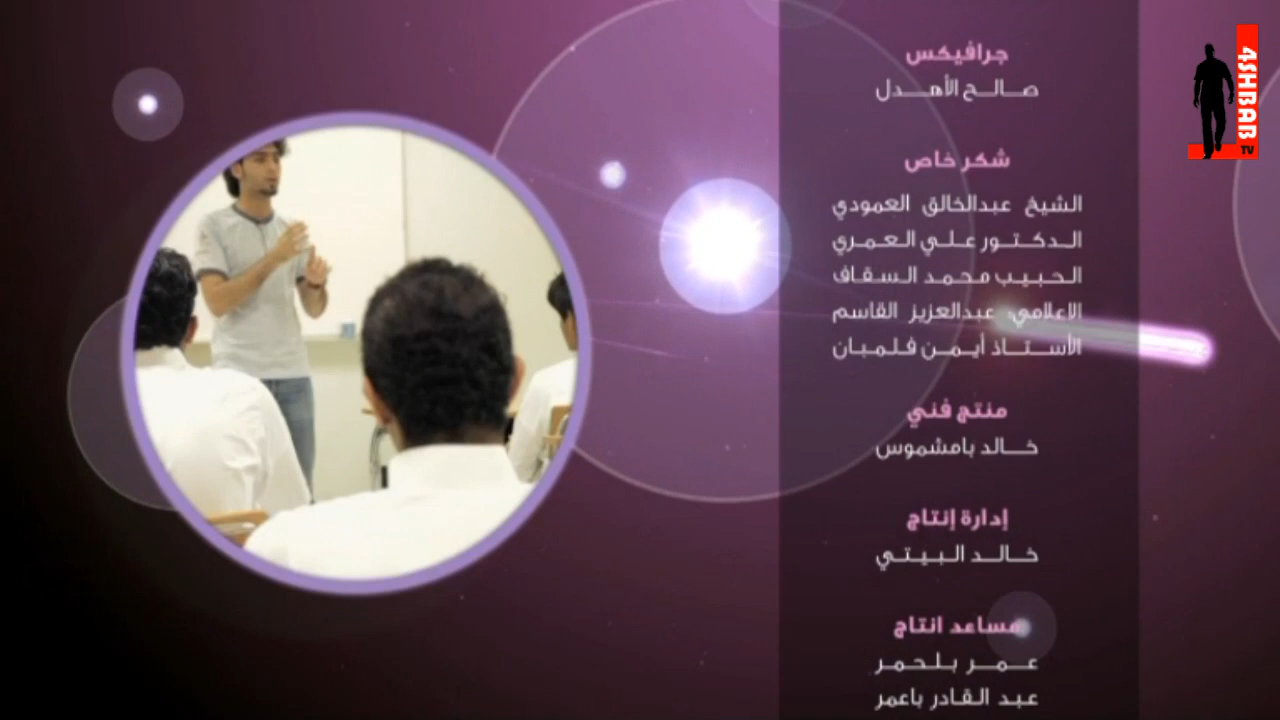 جرافيكس
صالح الأهدل
شكر خاص
الشيخ عبدالخالق العمودي
الدكتور علي العمري
الحبيب محمد السقاف
الاعلامي عبدالعزيز القاسم
الأستاذ أيمن فلمبان
منتج فني
خالد بامشموس
إدارة إنتاج
خالد البيتي
مساعد انتاج
عمر بلحمر
عبد القادر باعمر
4SHBAB
TV